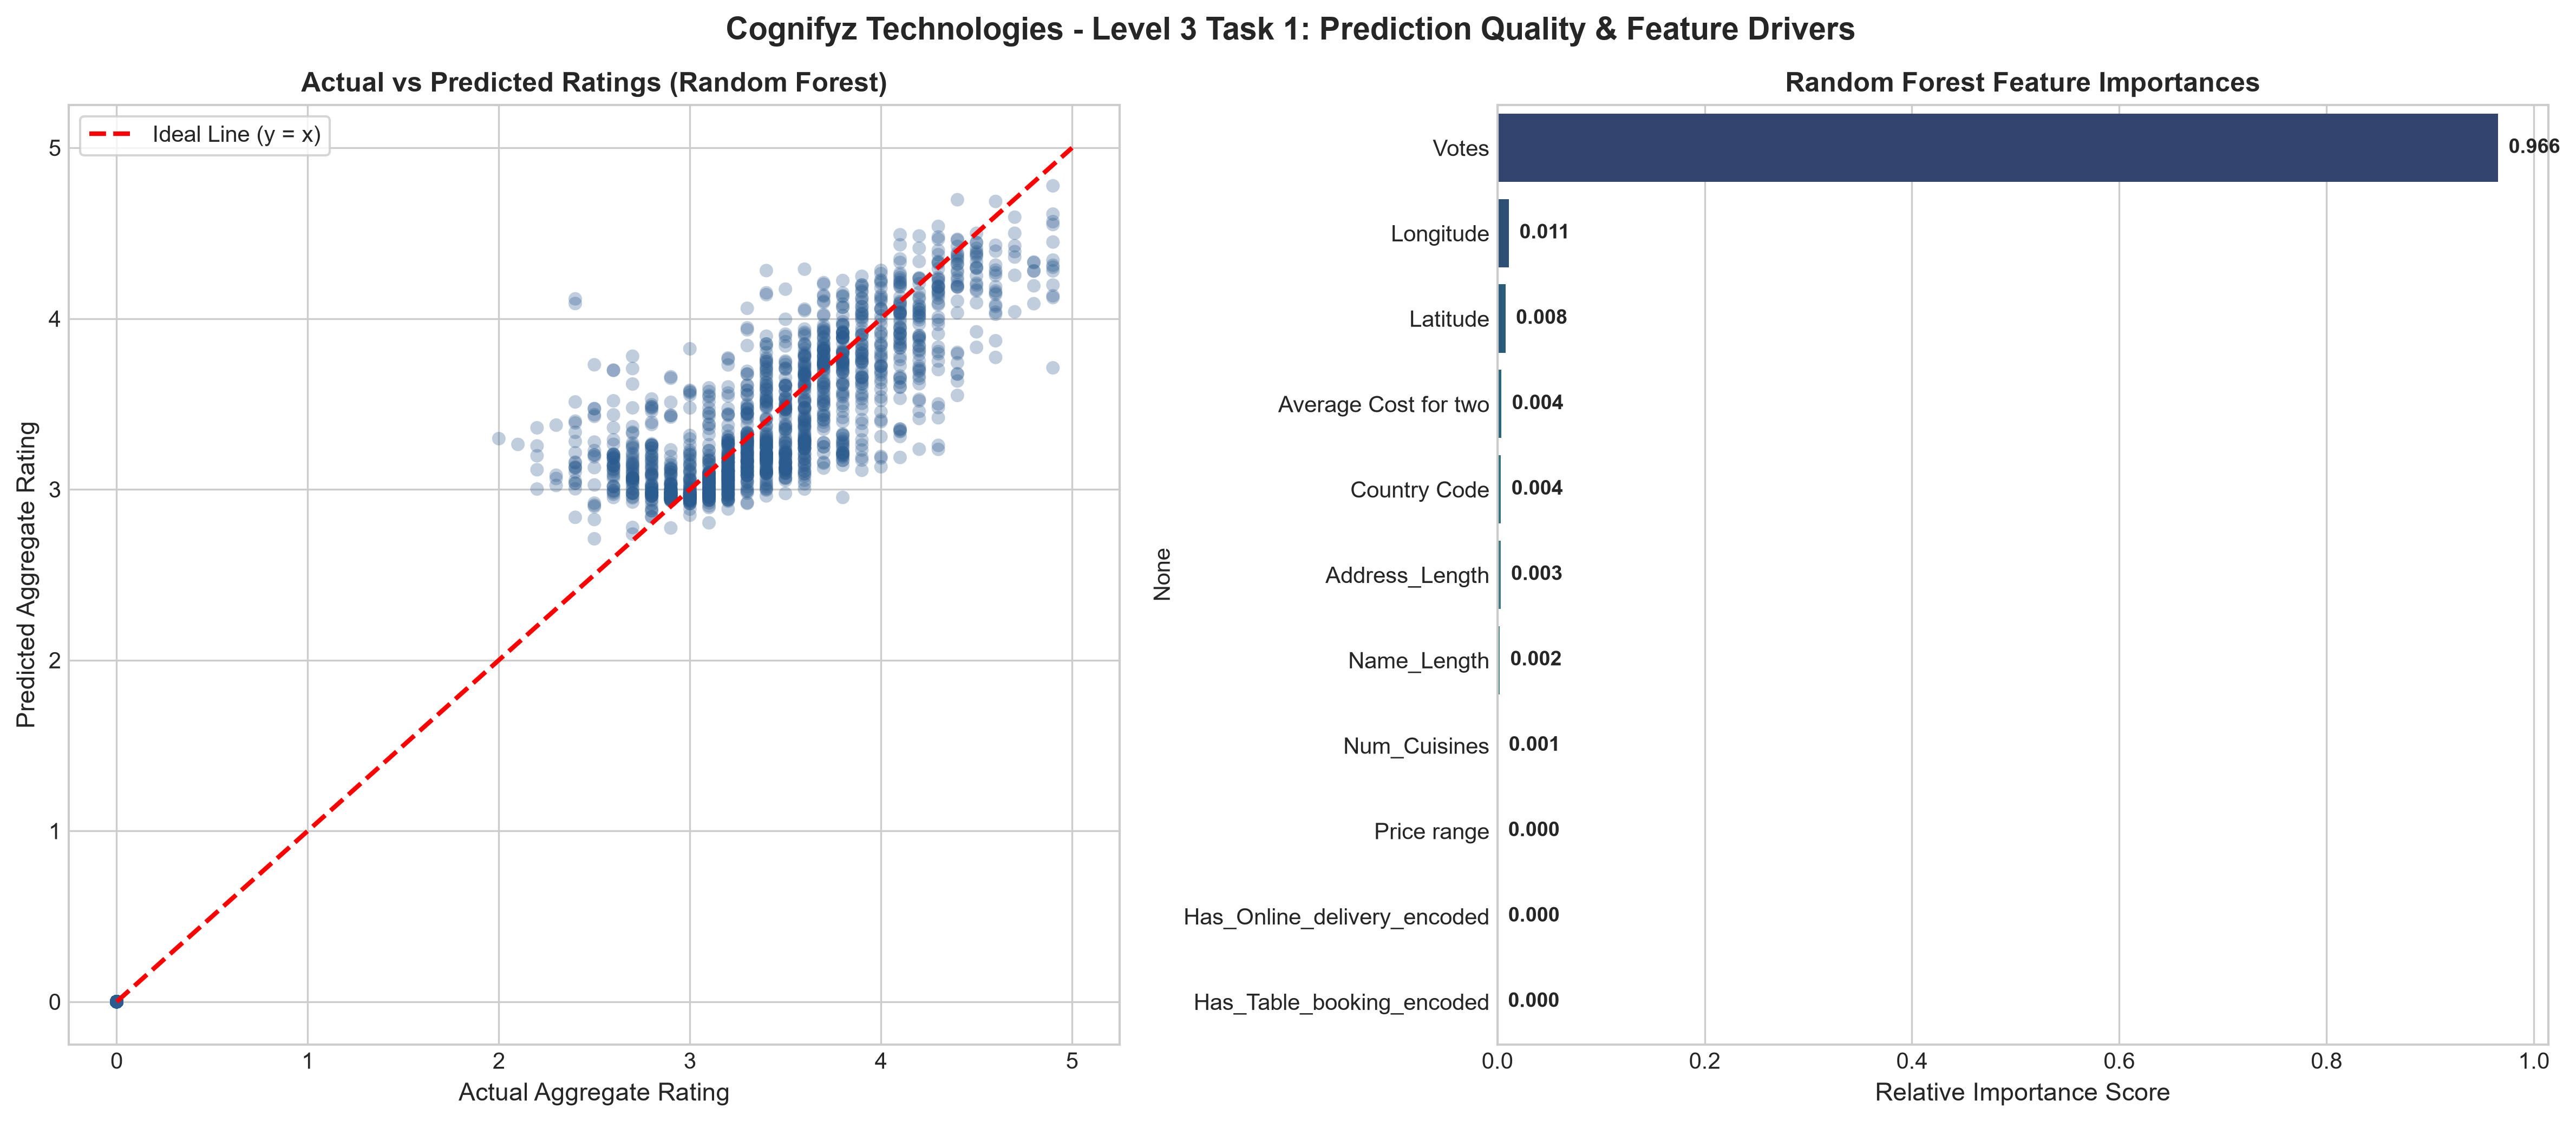 Cognifyz Technologies - Level 3 Task 1: Prediction Quality & Feature Drivers
Actual vs Predicted Ratings (Random Forest)
Ideal Line (y = x)
Predicted Aggregate Rating
5
4
3
2
1
0
0 1 2 3 4 5
Actual Aggregate Rating
Random Forest Feature Importances
None
Votes 0.966
Longitude 0.011
Latitude 0.008
Average Cost for two 0.004
Country Code 0.004
Address_Length 0.003
Name_Length 0.002
Num_Cuisines 0.001
Price range 0.000
Has_Online_delivery_encoded 0.000
Has_Table_booking_encoded 0.000
0.0 0.2 0.4 0.6 0.8 1.0
Relative Importance Score